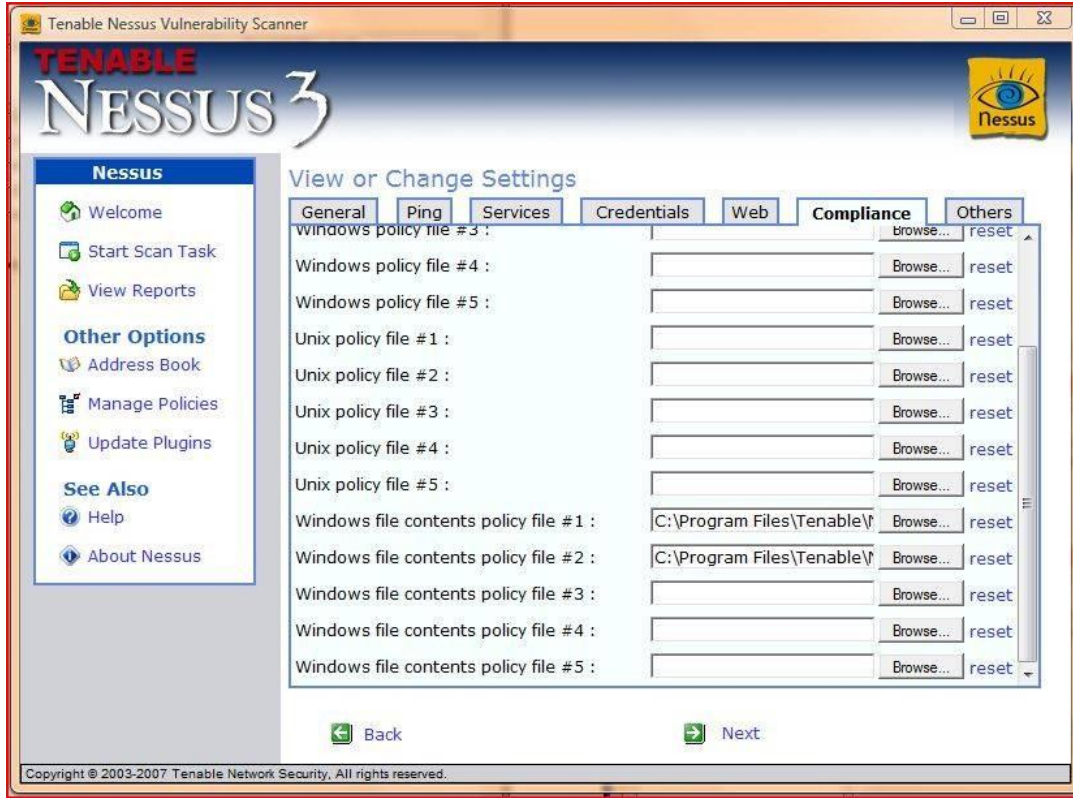 Tenable Nessus Vulnerability Scanner
TENABLE
NESSUS 3
Nessus
Nessus
Welcome
Start Scan Task
View Reports
Other Options
Address Book
Manage Policies
Update Plugins
See Also
Help
About Nessus
View or Change Settings
General Ping Services Credentials Web Compliance Others
Windows policy file #3 : Browse... reset
Windows policy file #4 : Browse... reset
Windows policy file #5 : Browse... reset
Unix policy file #1 : Browse... reset
Unix policy file #2 : Browse... reset
Unix policy file #3 : Browse... reset
Unix policy file #4 : Browse... reset
Unix policy file #5 : Browse... reset
Windows file contents policy file #1 : C:\Program Files\Tenable\N Browse... reset
Windows file contents policy file #2 : C:\Program Files\Tenable\N Browse... reset
Windows file contents policy file #3 : Browse... reset
Windows file contents policy file #4 : Browse... reset
Windows file contents policy file #5 : Browse... reset
Back Next
Copyright © 2003-2007 Tenable Network Security, All rights reserved.